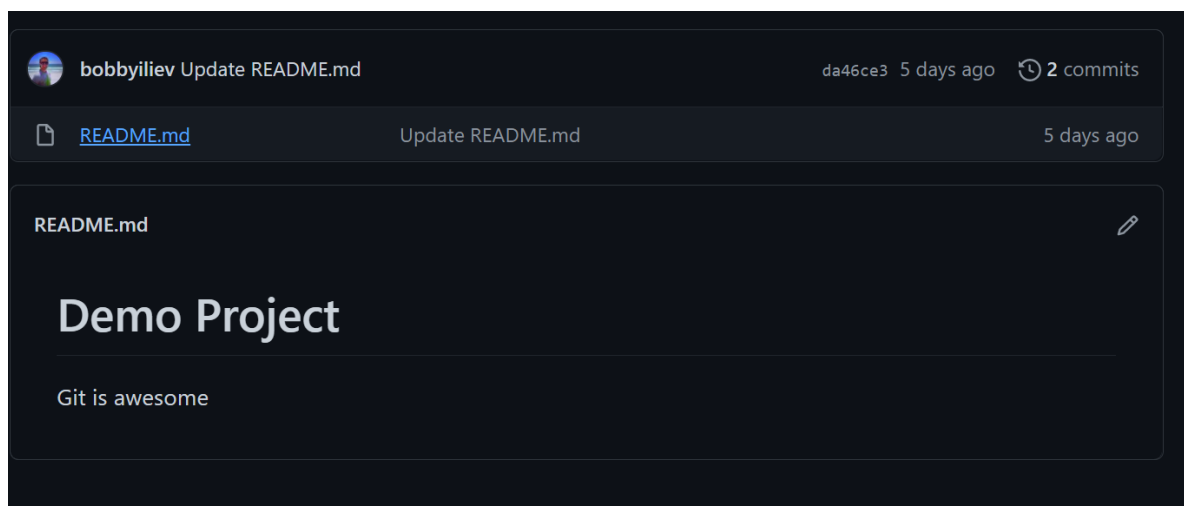 bobbyiliev Update README.md da46ce3 5 days ago 2 commits
README.md Update README.md 5 days ago
README.md
Demo Project
Git is awesome